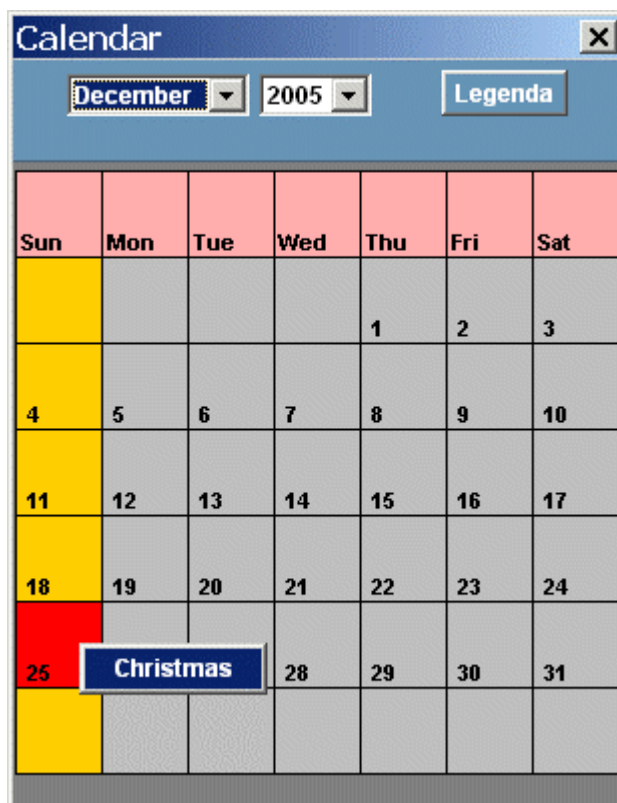 Calendar
December 2005 Legenda
Sun Mon Tue Wed Thu Fri Sat
1 2 3
4 5 6 7 8 9 10
11 12 13 14 15 16 17
18 19 20 21 22 23 24
25 Christmas 28 29 30 31